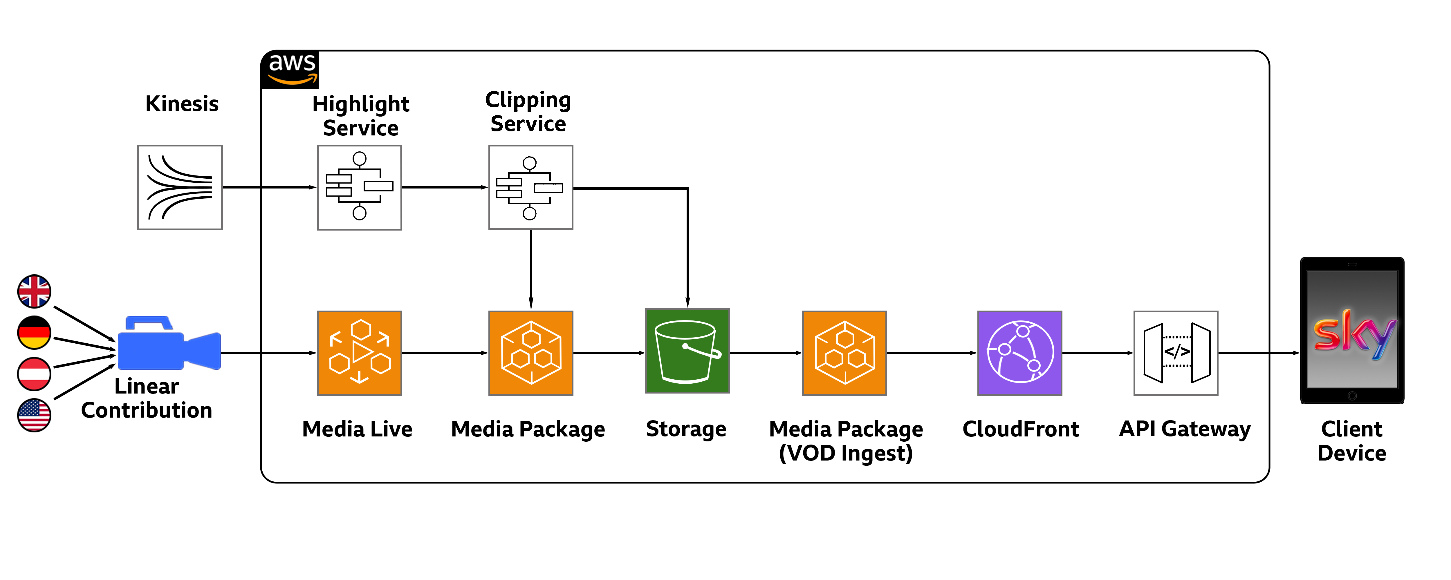 aws
Kinesis
Highlight
Service
Clipping
Service
Linear
Contribution
Media Live
Media Package
Storage
Media Package
(VOD Ingest)
CloudFront
</>
API Gateway
sky
Client
Device